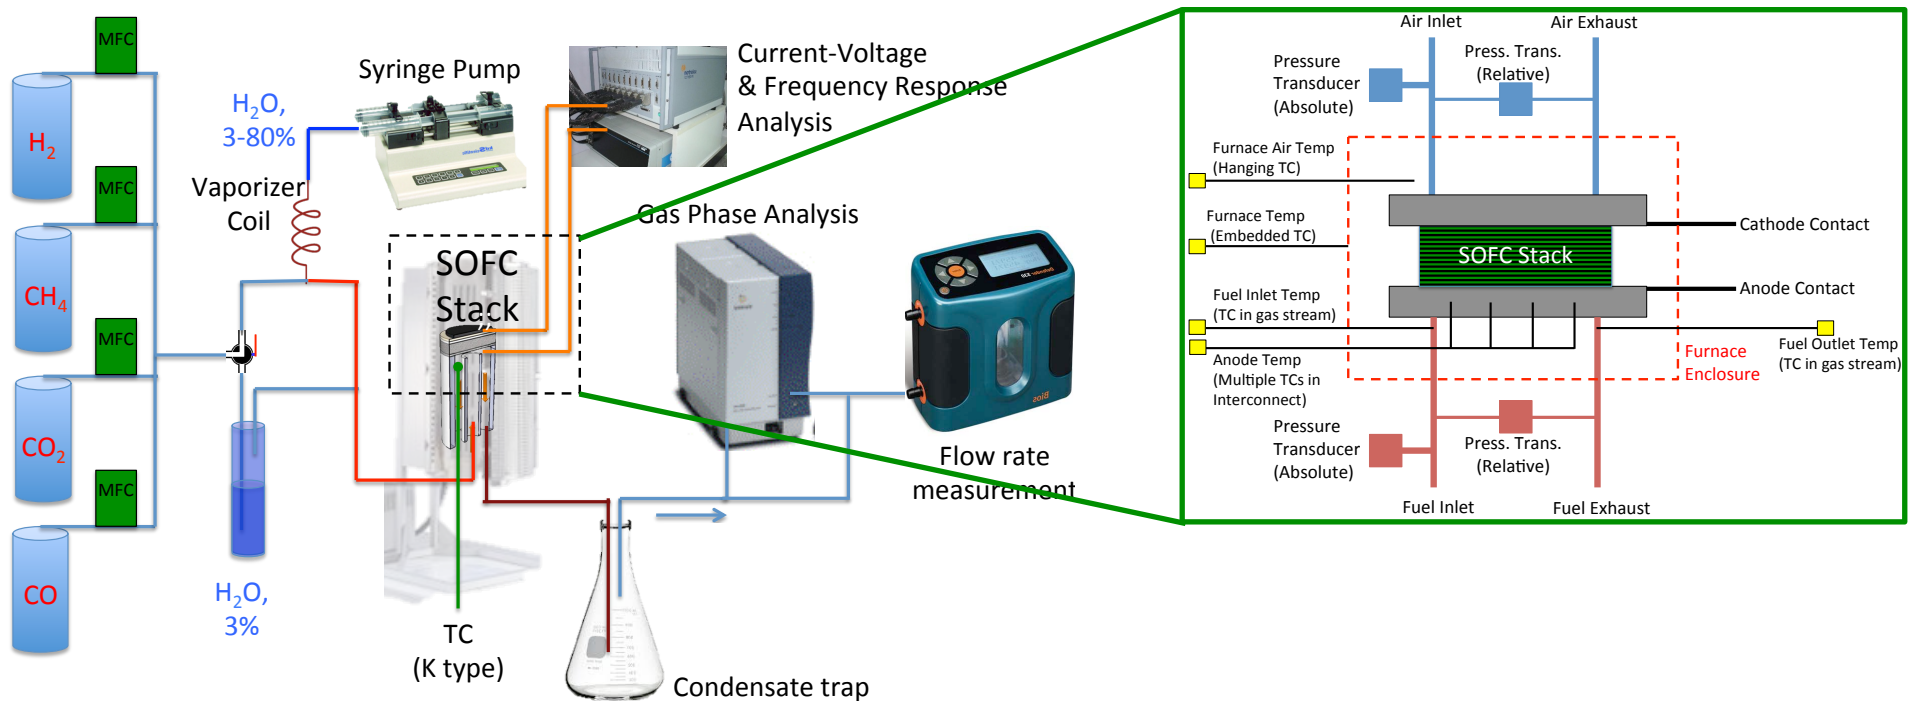 MFC
H2
MFC
CH4
MFC
CO2
MFC
CO
H2O,
3-80%
Vaporizer
Coil
H2O,
3%
Syringe Pump
Current-Voltage
& Frequency Response
Analysis
SOFC
Stack
TC
(K type)
Gas Phase Analysis
Flow rate
measurement
Condensate trap
Air Inlet
Air Exhaust
Pressure
Transducer
(Absolute)
Press. Trans.
(Relative)
Furnace Air Temp
(Hanging TC)
Furnace Temp
(Embedded TC)
Cathode Contact
SOFC Stack
Anode Contact
Fuel Inlet Temp
(TC in gas stream)
Anode Temp
(Multiple TCs in
Interconnect)
Furnace
Enclosure
Fuel Outlet Temp
(TC in gas stream)
Pressure
Transducer
(Absolute)
Press. Trans.
(Relative)
Fuel Inlet
Fuel Exhaust
Bios